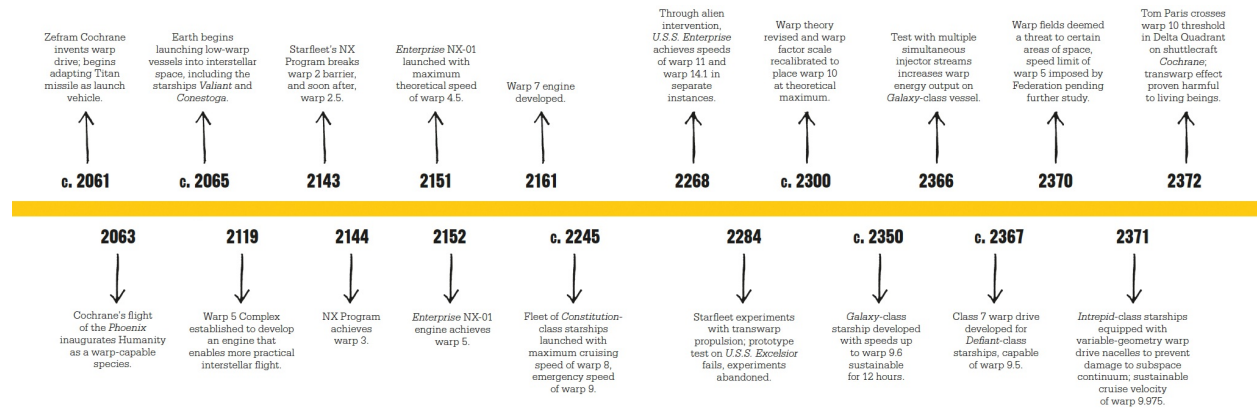 Zefram Cochrane
invents warp
drive; begins
adapting Titan
missile as launch
vehicle.
c. 2061
Earth begins
launching low-warp
vessels into interstellar
space, including the
starships Valiant and
Conestoga.
c. 2065
Starfleet's NX
Program breaks
warp 2 barrier,
and soon after,
warp 2.5.
2143
Enterprise NX-01
launched with
maximum
theoretical speed
of warp 4.5.
2151
Warp 7 engine
developed.
2161
Through alien
intervention,
U.S.S. Enterprise
achieves speeds
of warp 11 and
warp 14.1 in
separate
instances.
2268
Warp theory
revised and warp
factor scale
recalibrated to
place warp 10
at theoretical
maximum.
c. 2300
Test with multiple
simultaneous
injector streams
increases warp
energy output on
Galaxy-class vessel.
2366
Warp fields deemed
a threat to certain
areas of space,
speed limit of
warp 5 imposed by
Federation pending
further study.
2370
Tom Paris crosses
warp 10 threshold
in Delta Quadrant
on shuttlecraft
Cochrane;
transwarp effect
proven harmful
to living beings.
2372
2063
Cochrane's flight
of the Phoenix
inaugurates Humanity
as a warp-capable
species.
2119
Warp 5 Complex
established to develop
an engine that
enables more practical
interstellar flight.
2144
NX Program
achieves
warp 3.
2152
Enterprise NX-01
engine achieves
warp 5.
c. 2245
Fleet of Constitution-
class starships
launched with
maximum cruising
speed of warp 8,
emergency speed
of warp 9.
2284
Starfleet experiments
with transwarp
propulsion; prototype
test on U.S.S. Excelsior
fails, experiments
abandoned.
c. 2350
Galaxy-class
starship developed
with speeds up
to warp 9.6
sustainable
for 12 hours.
c. 2367
Class 7 warp drive
developed for
Defiant-class
starships, capable
of warp 9.5.
2371
Intrepid-class starships
equipped with
variable-geometry warp
drive nacelles to prevent
damage to subspace
continuum; sustainable
cruise velocity
of warp 9.975.